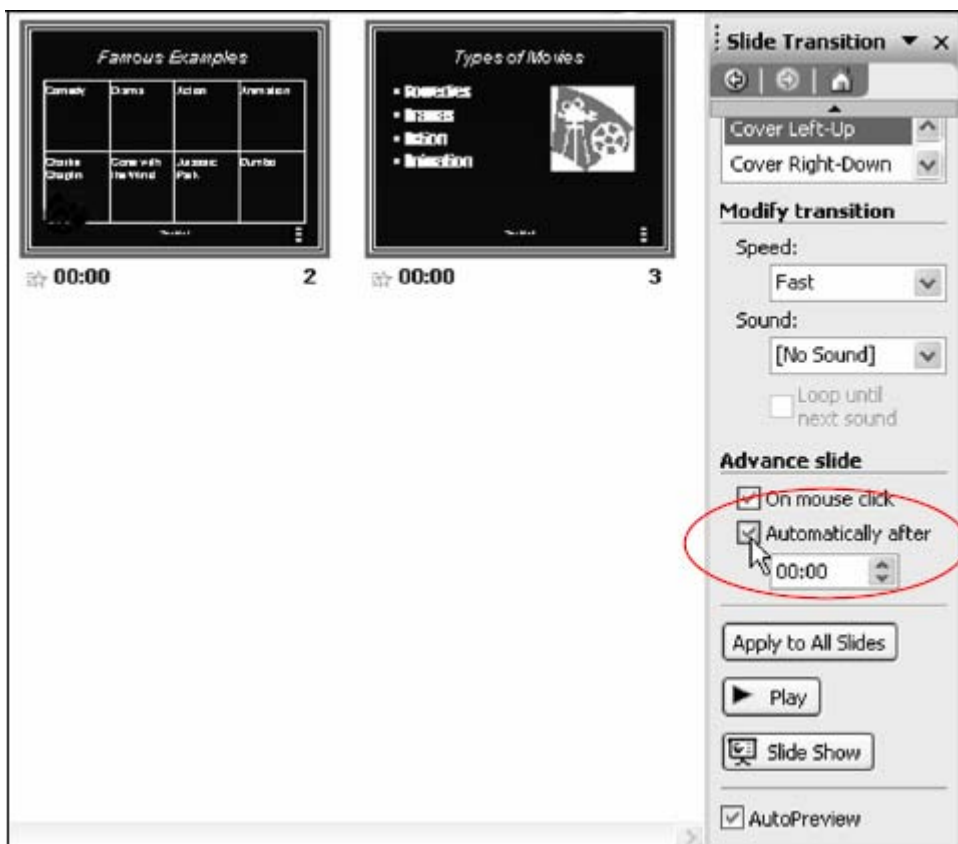 Famous Examples
Comedy Drama Action Animation
Charlie Gone with Jurassic Dumbo
Chaplin the Wind Park
00:00 2
Types of Movies
Comedies
Dramas
Action
Animation
00:00 3
Slide Transition
Cover Left-Up
Cover Right-Down
Modify transition
Speed:
Fast
Sound:
[No Sound]
Loop until
next sound
Advance slide
On mouse click
Automatically after
00:00
Apply to All Slides
Play
Slide Show
AutoPreview